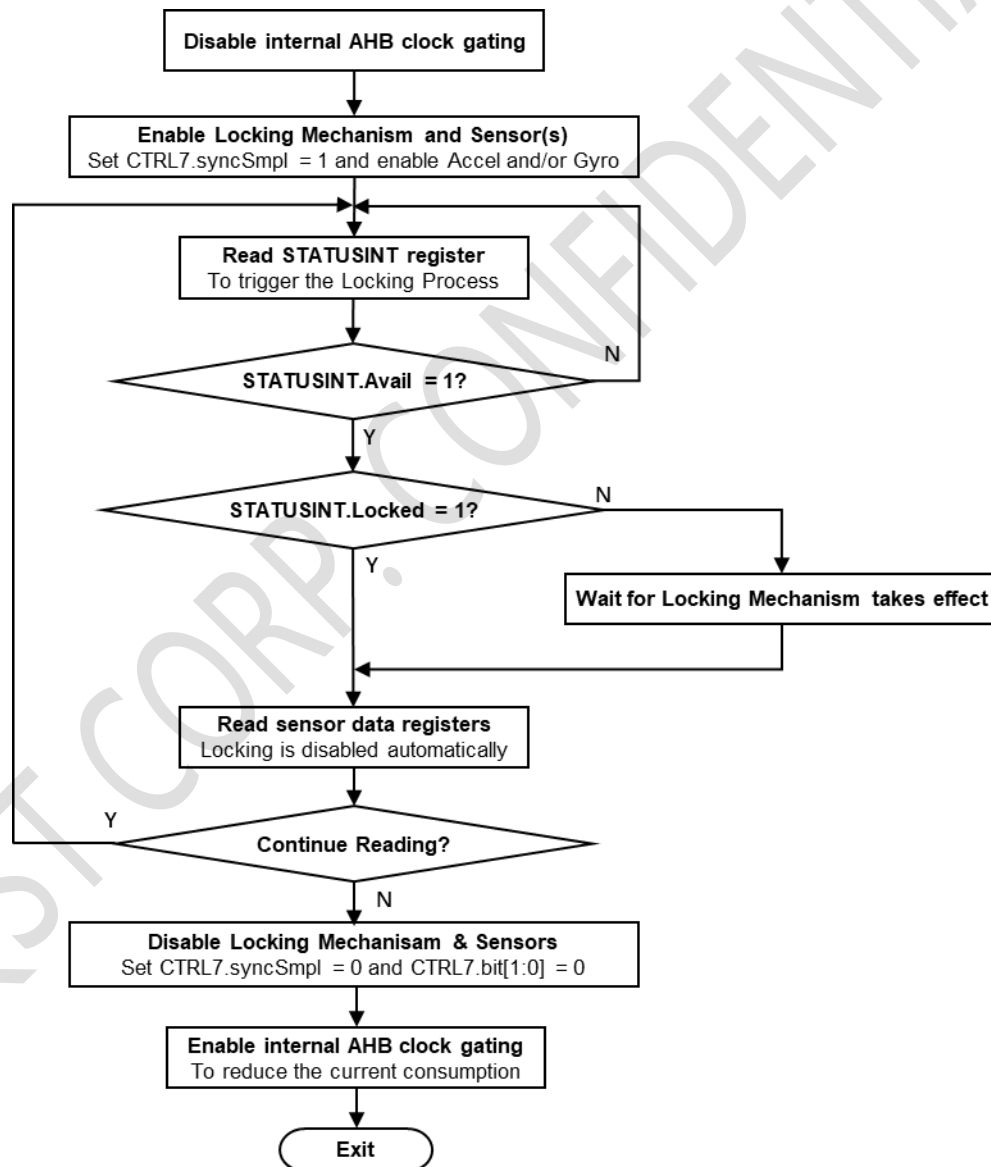 Disable internal AHB clock gating
Enable Locking Mechanism and Sensor(s)
Set CTRL7.syncSmpl = 1 and enable Accel and/or Gyro
Read STATUSINT register
To trigger the Locking Process
N
STATUSINT.Avail = 1?
Y
N
STATUSINT.Locked = 1?
Y
Wait for Locking Mechanism takes effect
Read sensor data registers
Locking is disabled automatically
Y
Continue Reading?
N
Disable Locking Mechanisam & Sensors
Set CTRL7.syncSmpl = 0 and CTRL7.bit[1:0] = 0
Enable internal AHB clock gating
To reduce the current consumption
Exit
CORP. CONFIDENTIA